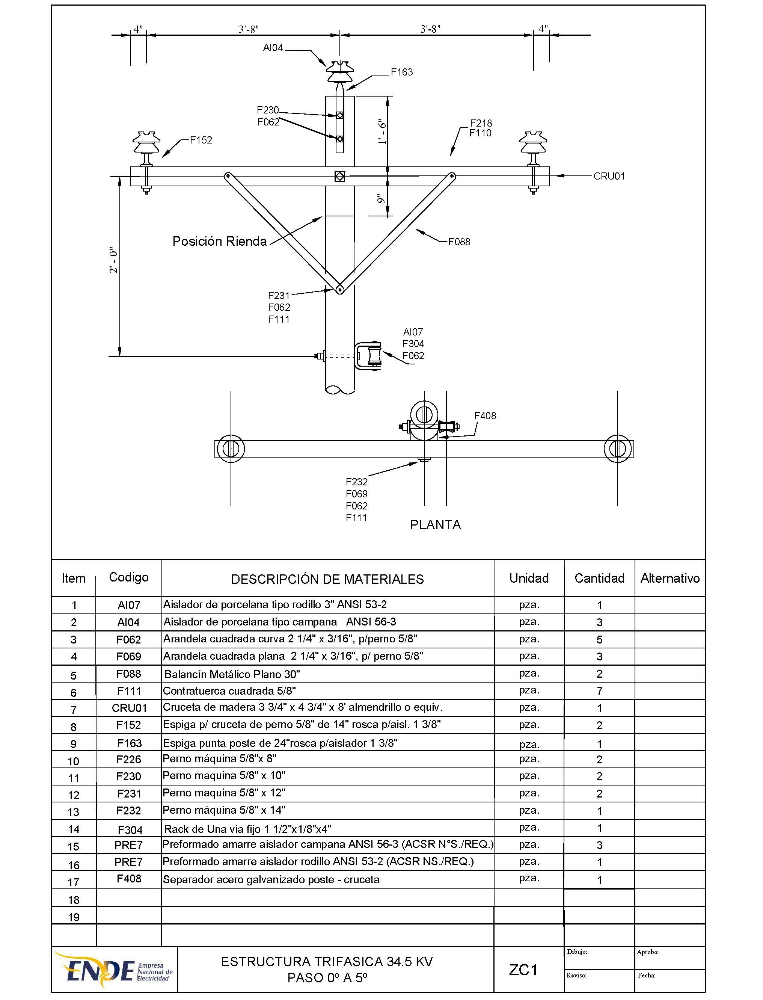 4" 3'-8" 3'-8" 4"
AI04
F163
F230
F062
1' - 6"
F218
F110
F152
CRU01
9"
Posición Rienda
F088
2' - 0"
F231
F062
F111
AI07
F304
F062
F408
F232
F069
F062
F111
PLANTA
Item Codigo DESCRIPCIÓN DE MATERIALES Unidad Cantidad Alternativo
1 AI07 Aislador de porcelana tipo rodillo 3" ANSI 53-2 pza. 1
2 AI04 Aislador de porcelana tipo campana ANSI 56-3 pza. 3
3 F062 Arandela cuadrada curva 2 1/4" x 3/16", p/perno 5/8" pza. 5
4 F069 Arandela cuadrada plana 2 1/4" x 3/16", p/ perno 5/8" pza. 3
5 F088 Balancín Metálico Plano 30" pza. 2
6 F111 Contratuerca cuadrada 5/8" pza. 7
7 CRU01 Cruceta de madera 3 3/4" x 4 3/4" x 8' almendrillo o equiv. pza. 1
8 F152 Espiga p/ cruceta de perno 5/8" de 14" rosca p/aisl. 1 3/8" pza. 2
9 F163 Espiga punta poste de 24"rosca p/aislador 1 3/8" pza. 1
10 F226 Perno máquina 5/8"x 8" pza. 2
11 F230 Perno maquina 5/8" x 10" pza. 2
12 F231 Perno maquina 5/8" x 12" pza. 2
13 F232 Perno máquina 5/8" x 14" pza. 1
14 F304 Rack de Una via fijo 1 1/2"x1/8"x4" pza. 1
15 PRE7 Preformado amarre aislador campana ANSI 56-3 (ACSR N°S./REQ.) pza. 3
16 PRE7 Preformado amarre aislador rodillo ANSI 53-2 (ACSR NS./REQ.) pza. 1
17 F408 Separador acero galvanizado poste - cruceta pza. 1
18
19
ENDE Empresa
Nacional de
Electricidad
ESTRUCTURA TRIFASICA 34.5 KV
PASO 0º A 5º
ZC1
Dibujo: Aprobo:
Reviso: Fecha: